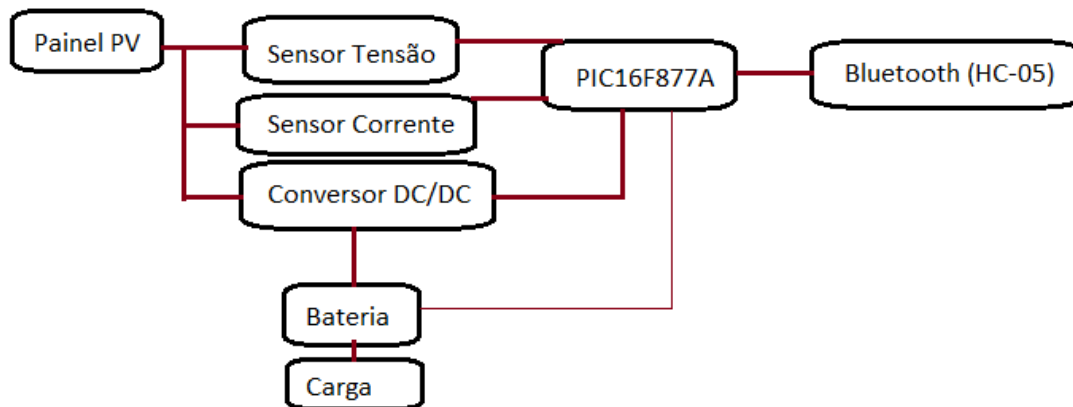 Painel PV
Sensor Tensão
PIC16F877A
Bluetooth (HC-05)
Sensor Corrente
Conversor DC/DC
Bateria
Carga